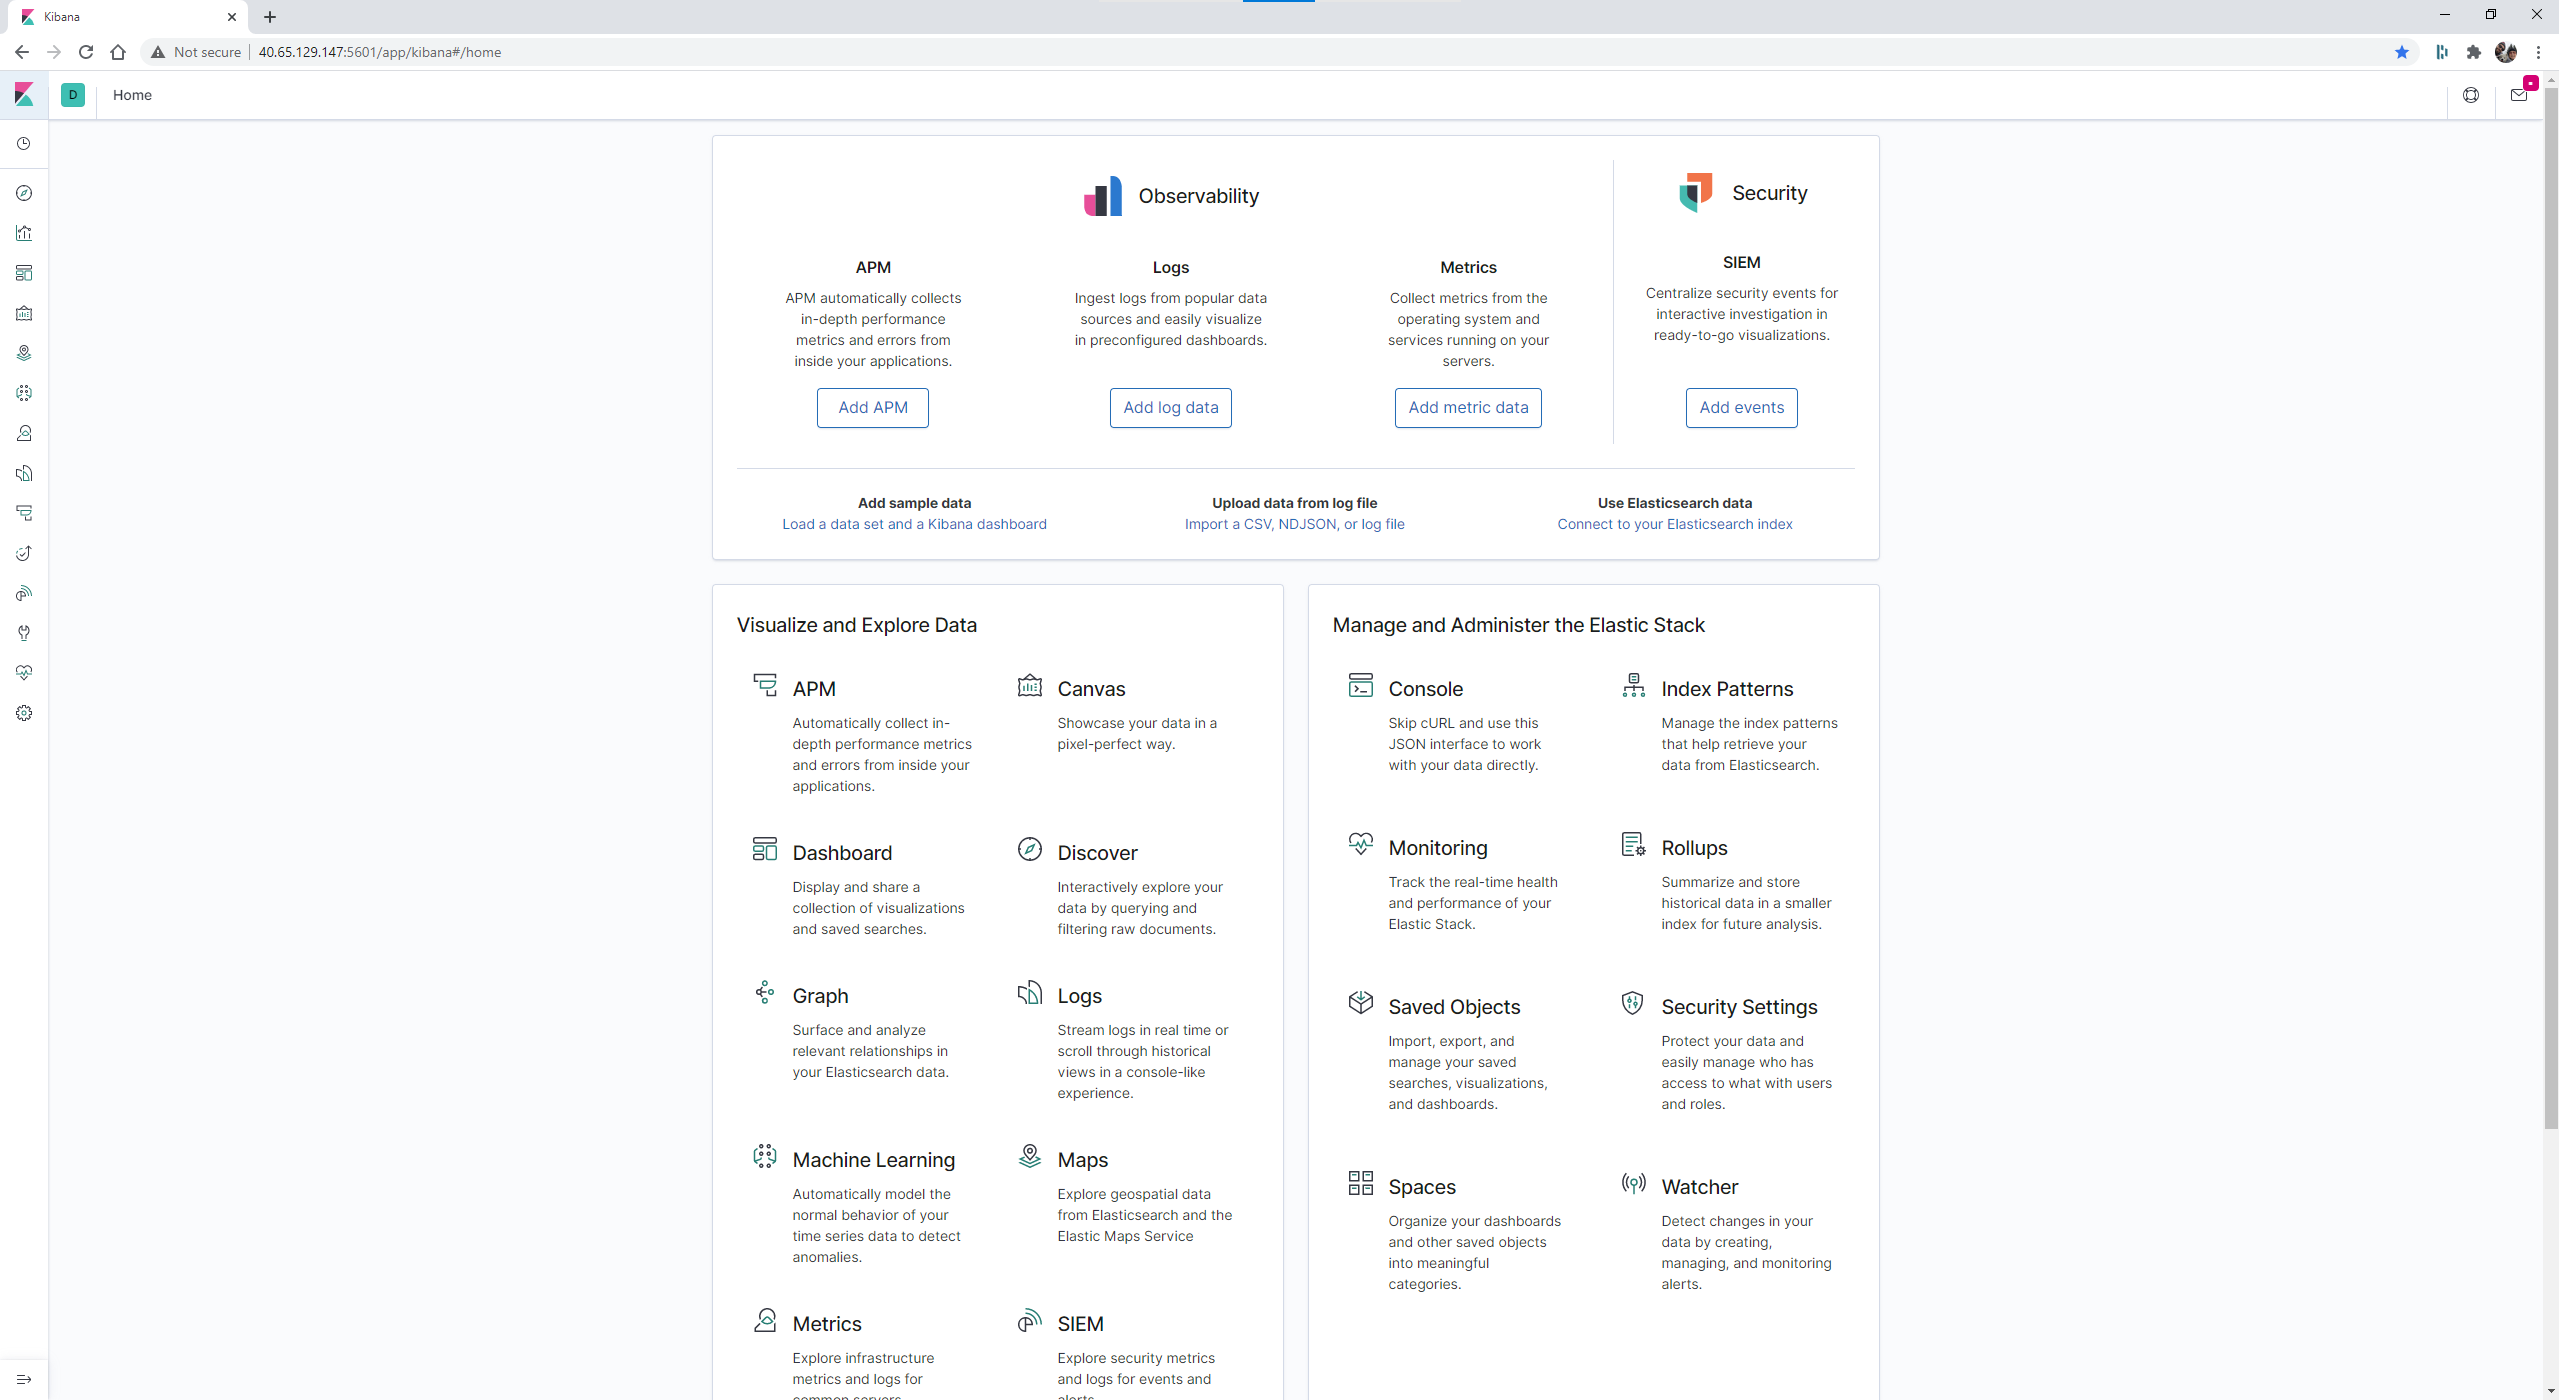 Kibana
Not secure
40.65.129.147:5601/app/kibana#/home
D
Home
Observability
Security
APM
APM automatically collects
in-depth performance
metrics and errors from
inside your applications.
Add APM
Logs
Ingest logs from popular data
sources and easily visualize
in preconfigured dashboards.
Add log data
Metrics
Collect metrics from the
operating system and
services running on your
servers.
Add metric data
SIEM
Centralize security events for
interactive investigation in
ready-to-go visualizations.
Add events
Add sample data
Load a data set and a Kibana dashboard
Upload data from log file
Import a CSV, NDJSON, or log file
Use Elasticsearch data
Connect to your Elasticsearch index
Visualize and Explore Data
APM
Automatically collect in-
depth performance metrics
and errors from inside your
applications.
Canvas
Showcase your data in a
pixel-perfect way.
Dashboard
Display and share a
collection of visualizations
and saved searches.
Discover
Interactively explore your
data by querying and
filtering raw documents.
Graph
Surface and analyze
relevant relationships in
your Elasticsearch data.
Logs
Stream logs in real time or
scroll through historical
views in a console-like
experience.
Machine Learning
Automatically model the
normal behavior of your
time series data to detect
anomalies.
Maps
Explore geospatial data
from Elasticsearch and the
Elastic Maps Service
Metrics
Explore infrastructure
metrics and logs for
common servers
SIEM
Explore security metrics
and logs for events and
alerts
Manage and Administer the Elastic Stack
Console
Skip cURL and use this
JSON interface to work
with your data directly.
Index Patterns
Manage the index patterns
that help retrieve your
data from Elasticsearch.
Monitoring
Track the real-time health
and performance of your
Elastic Stack.
Rollups
Summarize and store
historical data in a smaller
index for future analysis.
Saved Objects
Import, export, and
manage your saved
searches, visualizations,
and dashboards.
Security Settings
Protect your data and
easily manage who has
access to what with users
and roles.
Spaces
Organize your dashboards
and other saved objects
into meaningful
categories.
Watcher
Detect changes in your
data by creating,
managing, and monitoring
alerts.